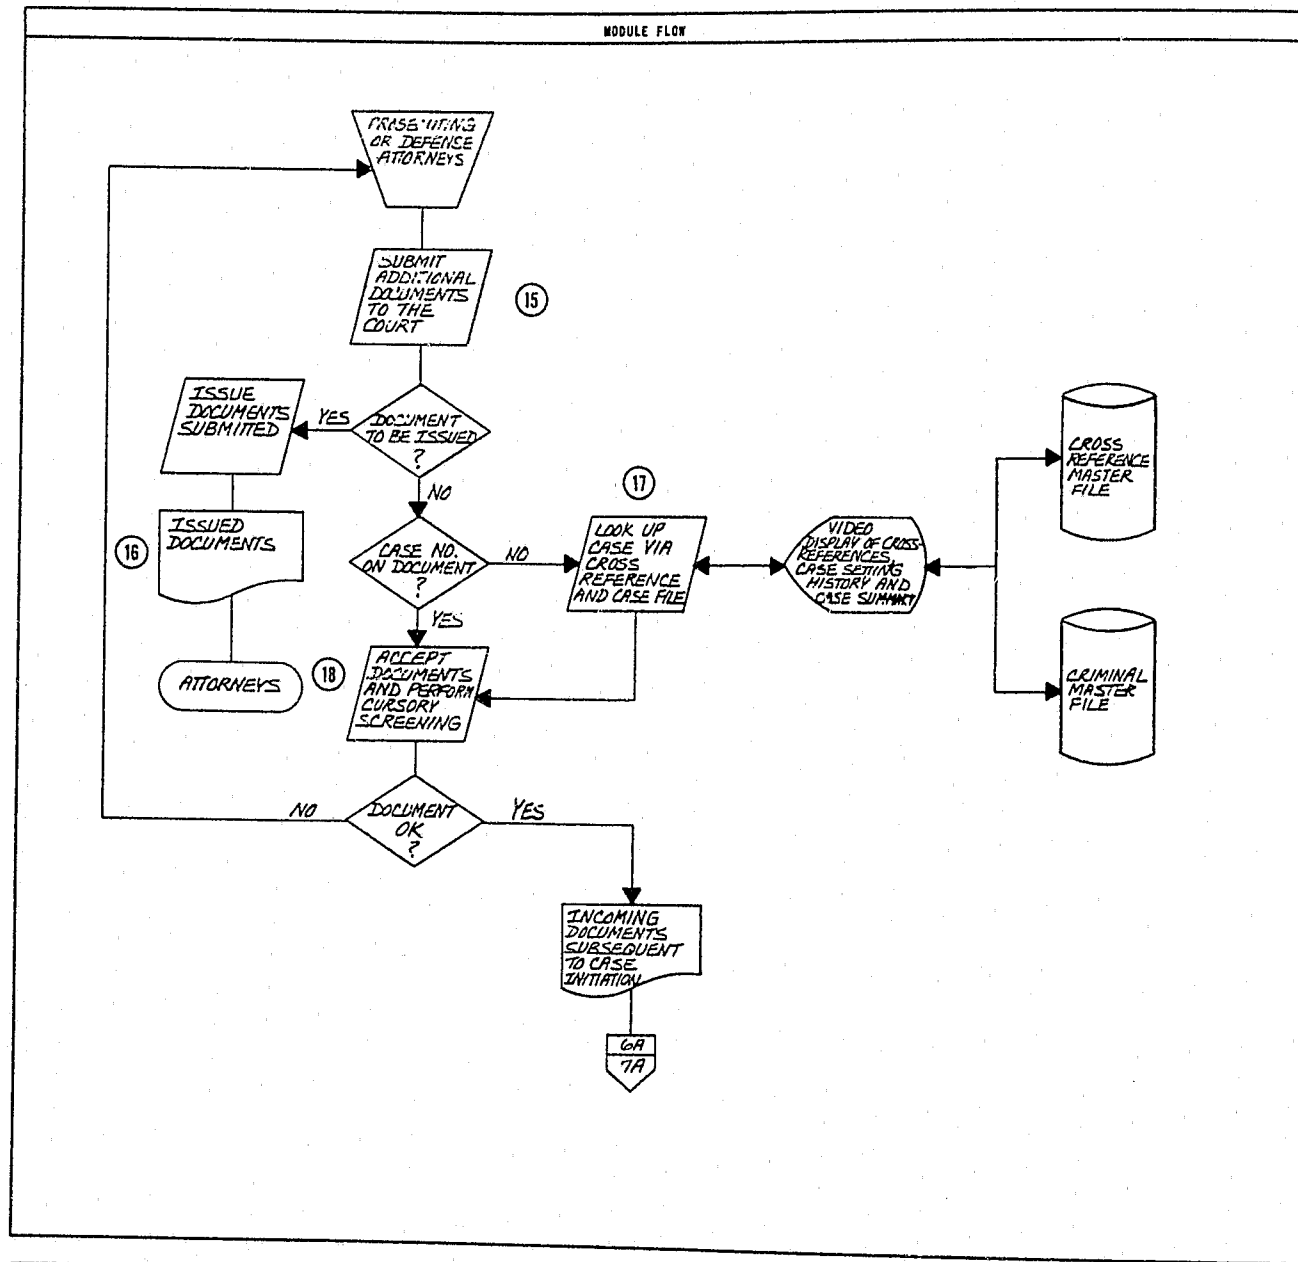 MODULE FLOW
PROSECUTING
OR DEFENSE
ATTORNEYS
SUBMIT
ADDITIONAL
DOCUMENTS
TO THE
COURT
15
ISSUE
DOCUMENTS
SUBMITTED
YES
DOCUMENT
TO BE ISSUED
?
NO
ISSUED
DOCUMENTS
16
ATTORNEYS
CASE NO.
ON DOCUMENT
?
NO
YES
17
LOOK UP
CASE VIA
CROSS
REFERENCE
AND CASE FILE
VIDEO
DISPLAY OF CROSS-
REFERENCES,
CASE SETTING
HISTORY AND
CASE SUMMARY
CROSS
REFERENCE
MASTER
FILE
CRIMINAL
MASTER
FILE
18
ACCEPT
DOCUMENTS
AND PERFORM
CURSORY
SCREENING
NO
DOCUMENT
OK
?
YES
INCOMING
DOCUMENTS
SUBSEQUENT
TO CASE
INITIATION
6A
7A